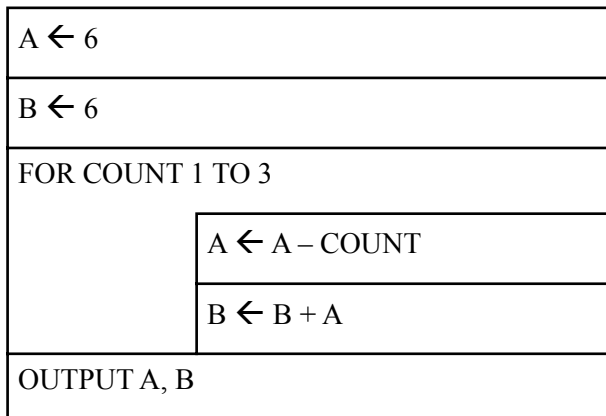 A ← 6
B ← 6
FOR COUNT 1 TO 3
A ← A – COUNT
B ← B + A
OUTPUT A, B